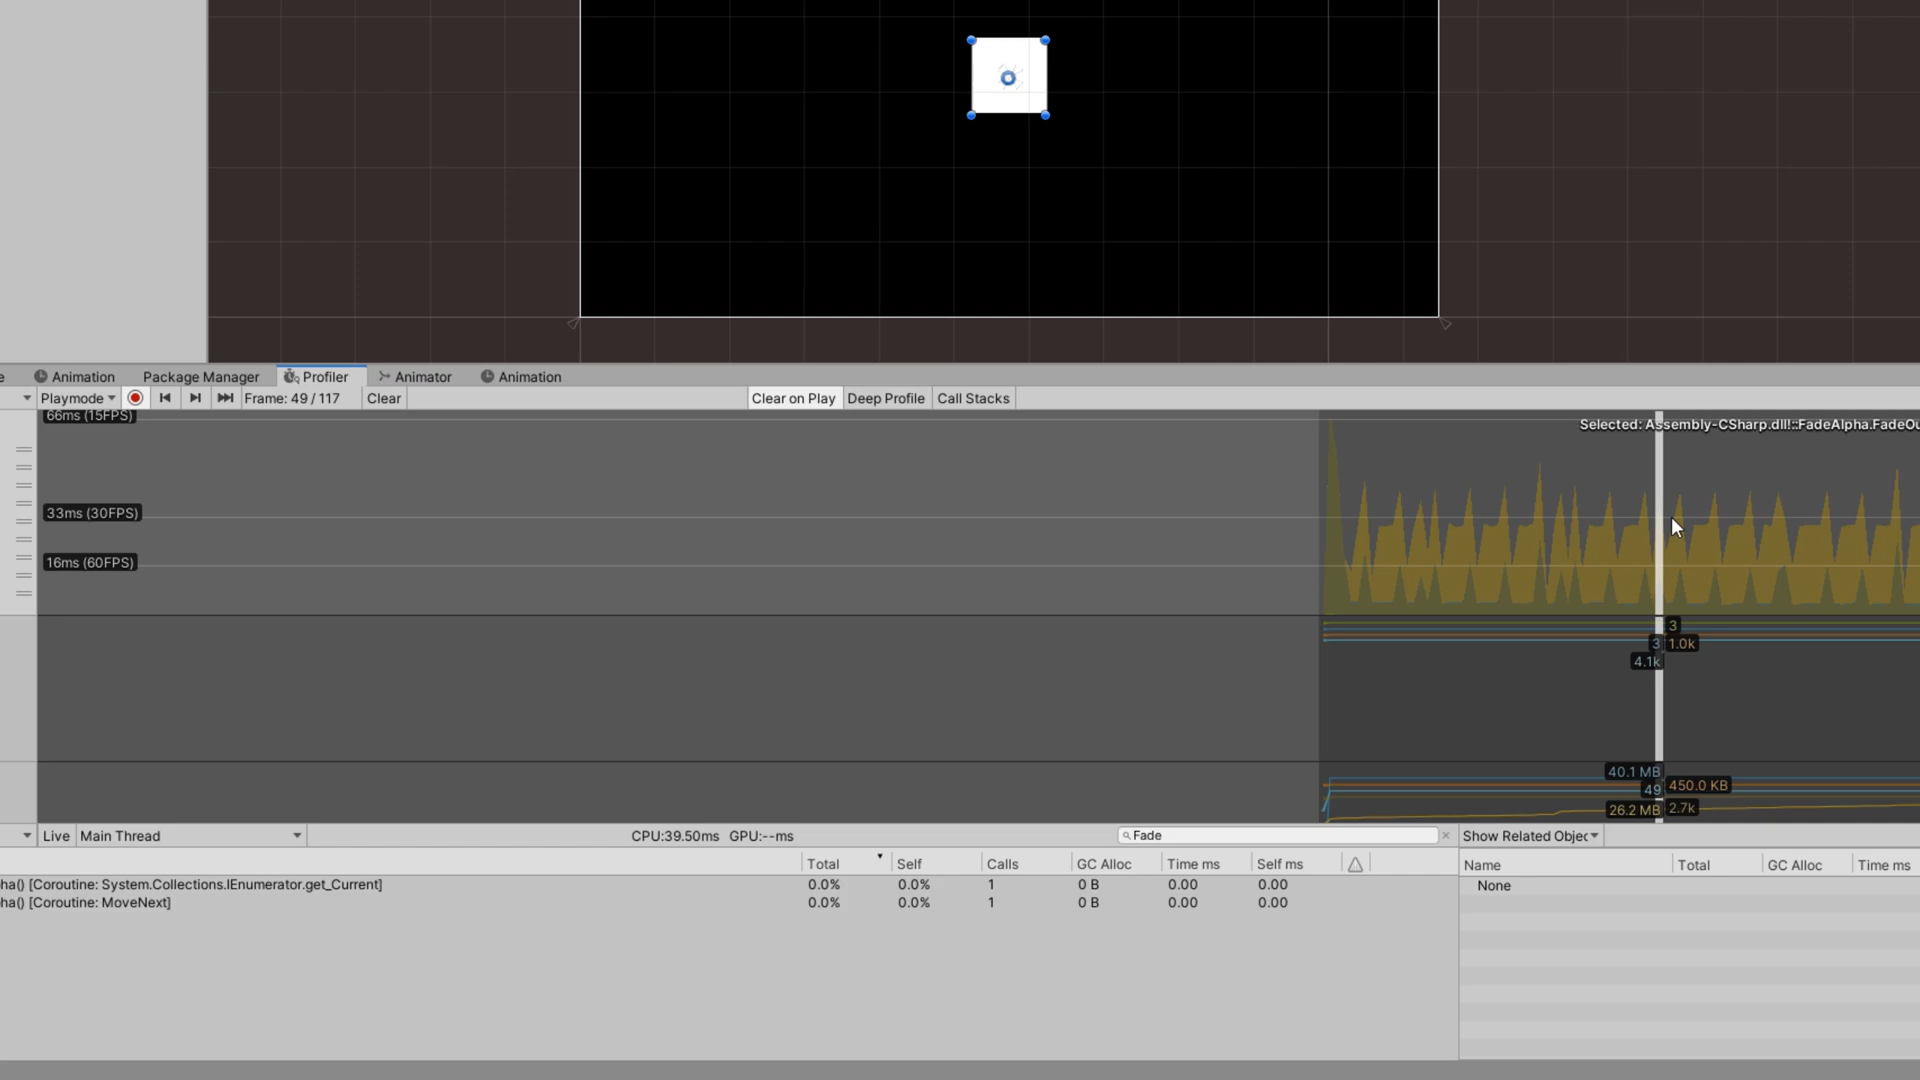 e Animation Package Manager Profiler Animator Animation
Playmode Frame: 49 / 117 Clear Clear on Play Deep Profile Call Stacks
66ms (15FPS)
Selected: Assembly-CSharp.dll!::FadeAlpha.FadeOu
33ms (30FPS)
16ms (60FPS)
3
3 1.0k
4.1k
40.1 MB
450.0 KB
49
26.2 MB 2.7k
Live Main Thread CPU:39.50ms GPU:--ms Fade Show Related Objec
Total Self Calls GC Alloc Time ms Self ms Name Total GC Alloc Time ms
ha() [Coroutine: System.Collections.IEnumerator.get_Current] 0.0% 0.0% 1 0 B 0.00 0.00 None
ha() [Coroutine: MoveNext] 0.0% 0.0% 1 0 B 0.00 0.00